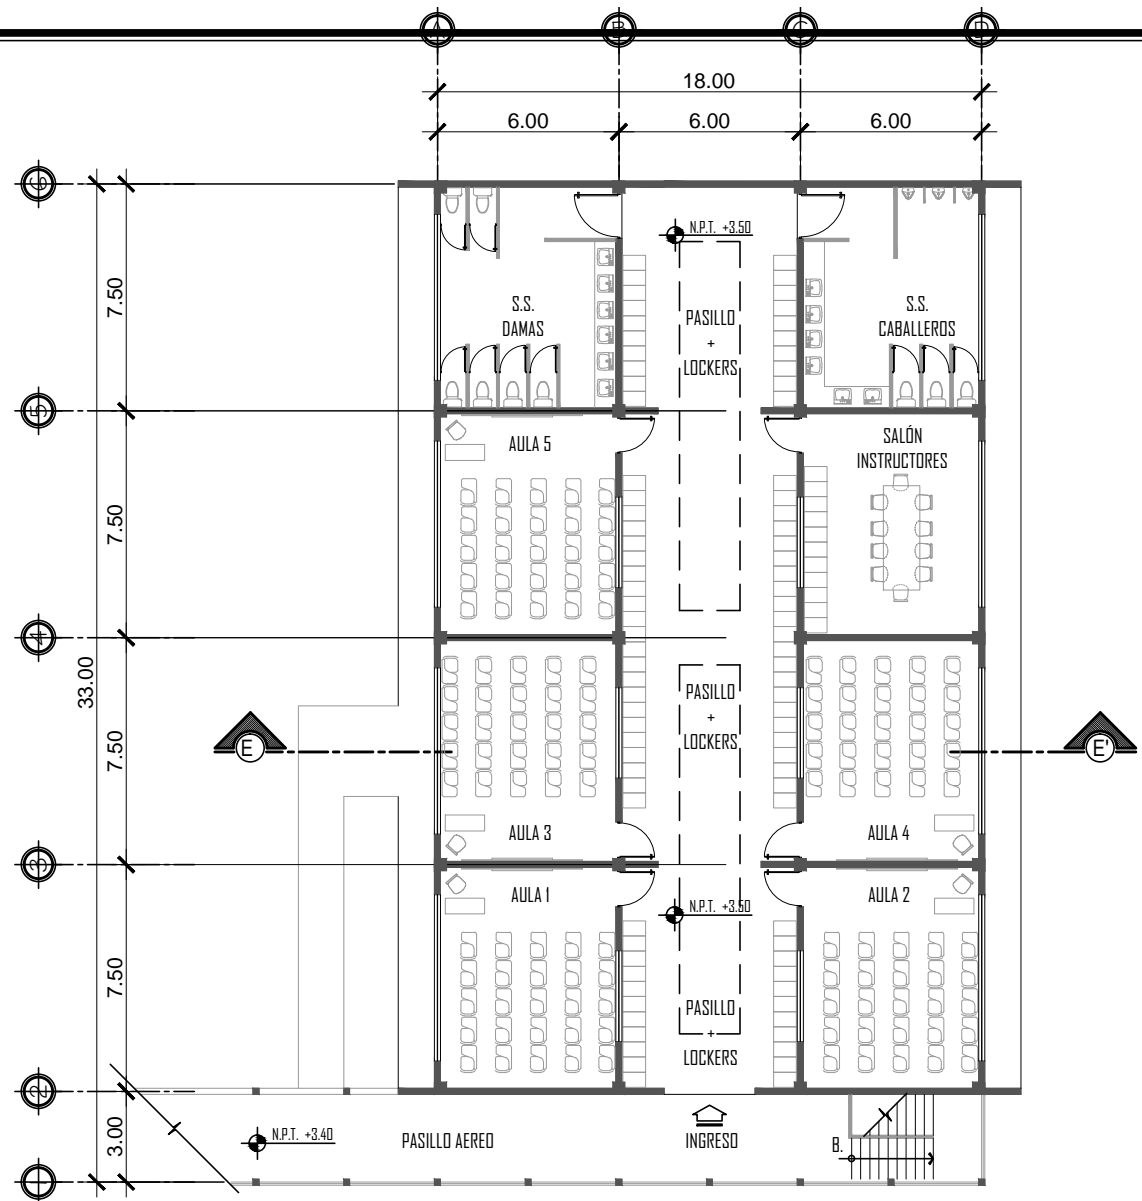 A B C D
18.00
6.00 6.00 6.00
6
N.P.T. +3.50
7.50
S.S.
DAMAS
PASILLO
+
LOCKERS
S.S.
CABALLEROS
5
AULA 5
SALÓN
INSTRUCTORES
7.50
4
33.00
PASILLO
+
LOCKERS
E
E'
7.50
AULA 3
AULA 4
3
AULA 1
AULA 2
N.P.T. +3.50
7.50
PASILLO
+
LOCKERS
2
3.00
N.P.T. +3.40
PASILLO AEREO
INGRESO
B.